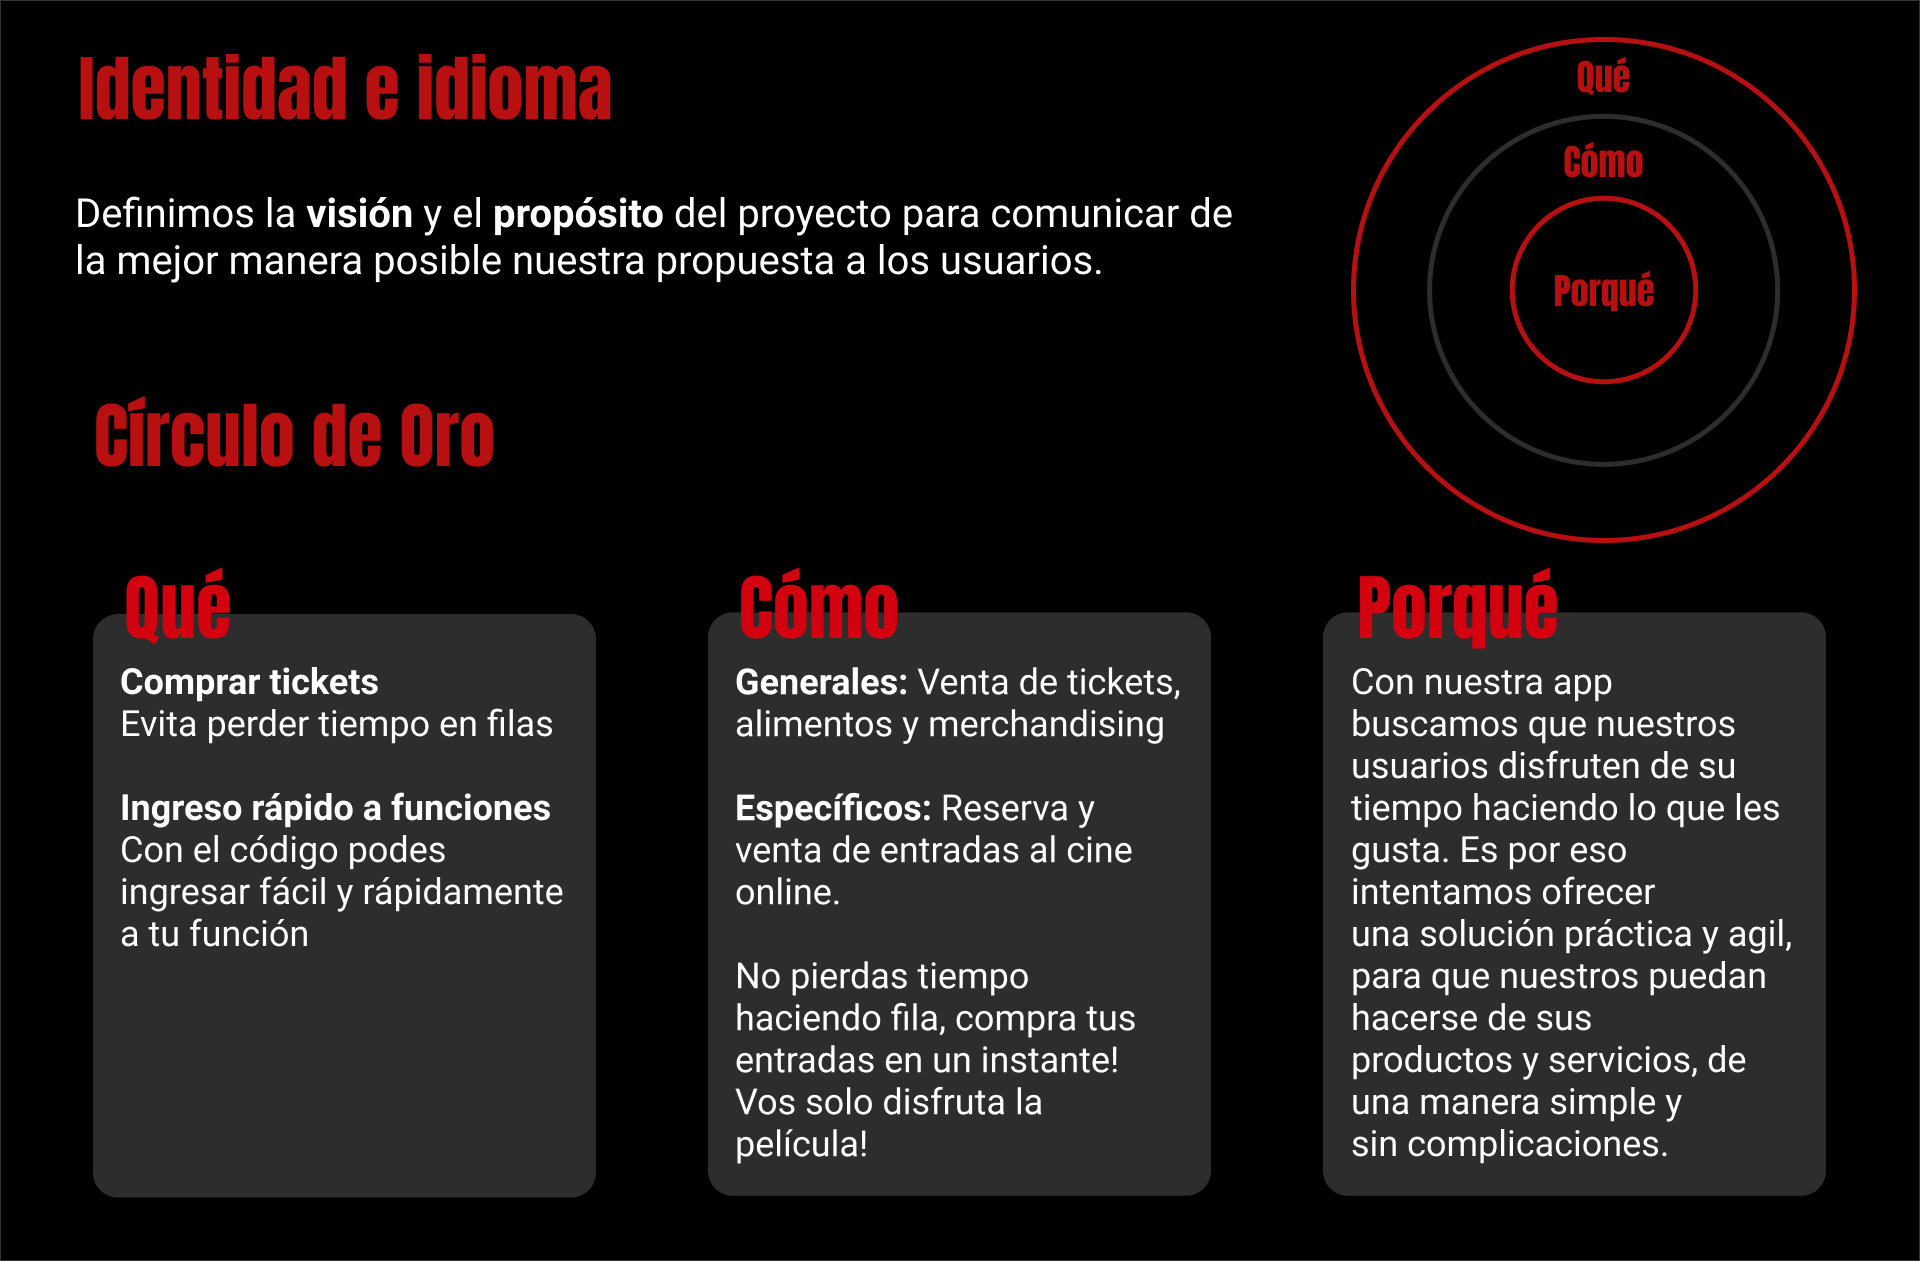 Identidad e idioma
Definimos la visión y el propósito del proyecto para comunicar de
la mejor manera posible nuestra propuesta a los usuarios.
Qué
Cómo
Porqué
Círculo de Oro
Qué
Comprar tickets
Evita perder tiempo en filas
Ingreso rápido a funciones
Con el código podes
ingresar fácil y rápidamente
a tu función
Cómo
Generales: Venta de tickets,
alimentos y merchandising
Específicos: Reserva y
venta de entradas al cine
online.
No pierdas tiempo
haciendo fila, compra tus
entradas en un instante!
Vos solo disfruta la
película!
Porqué
Con nuestra app
buscamos que nuestros
usuarios disfruten de su
tiempo haciendo lo que les
gusta. Es por eso
intentamos ofrecer
una solución práctica y agil,
para que nuestros puedan
hacerse de sus
productos y servicios, de
una manera simple y
sin complicaciones.